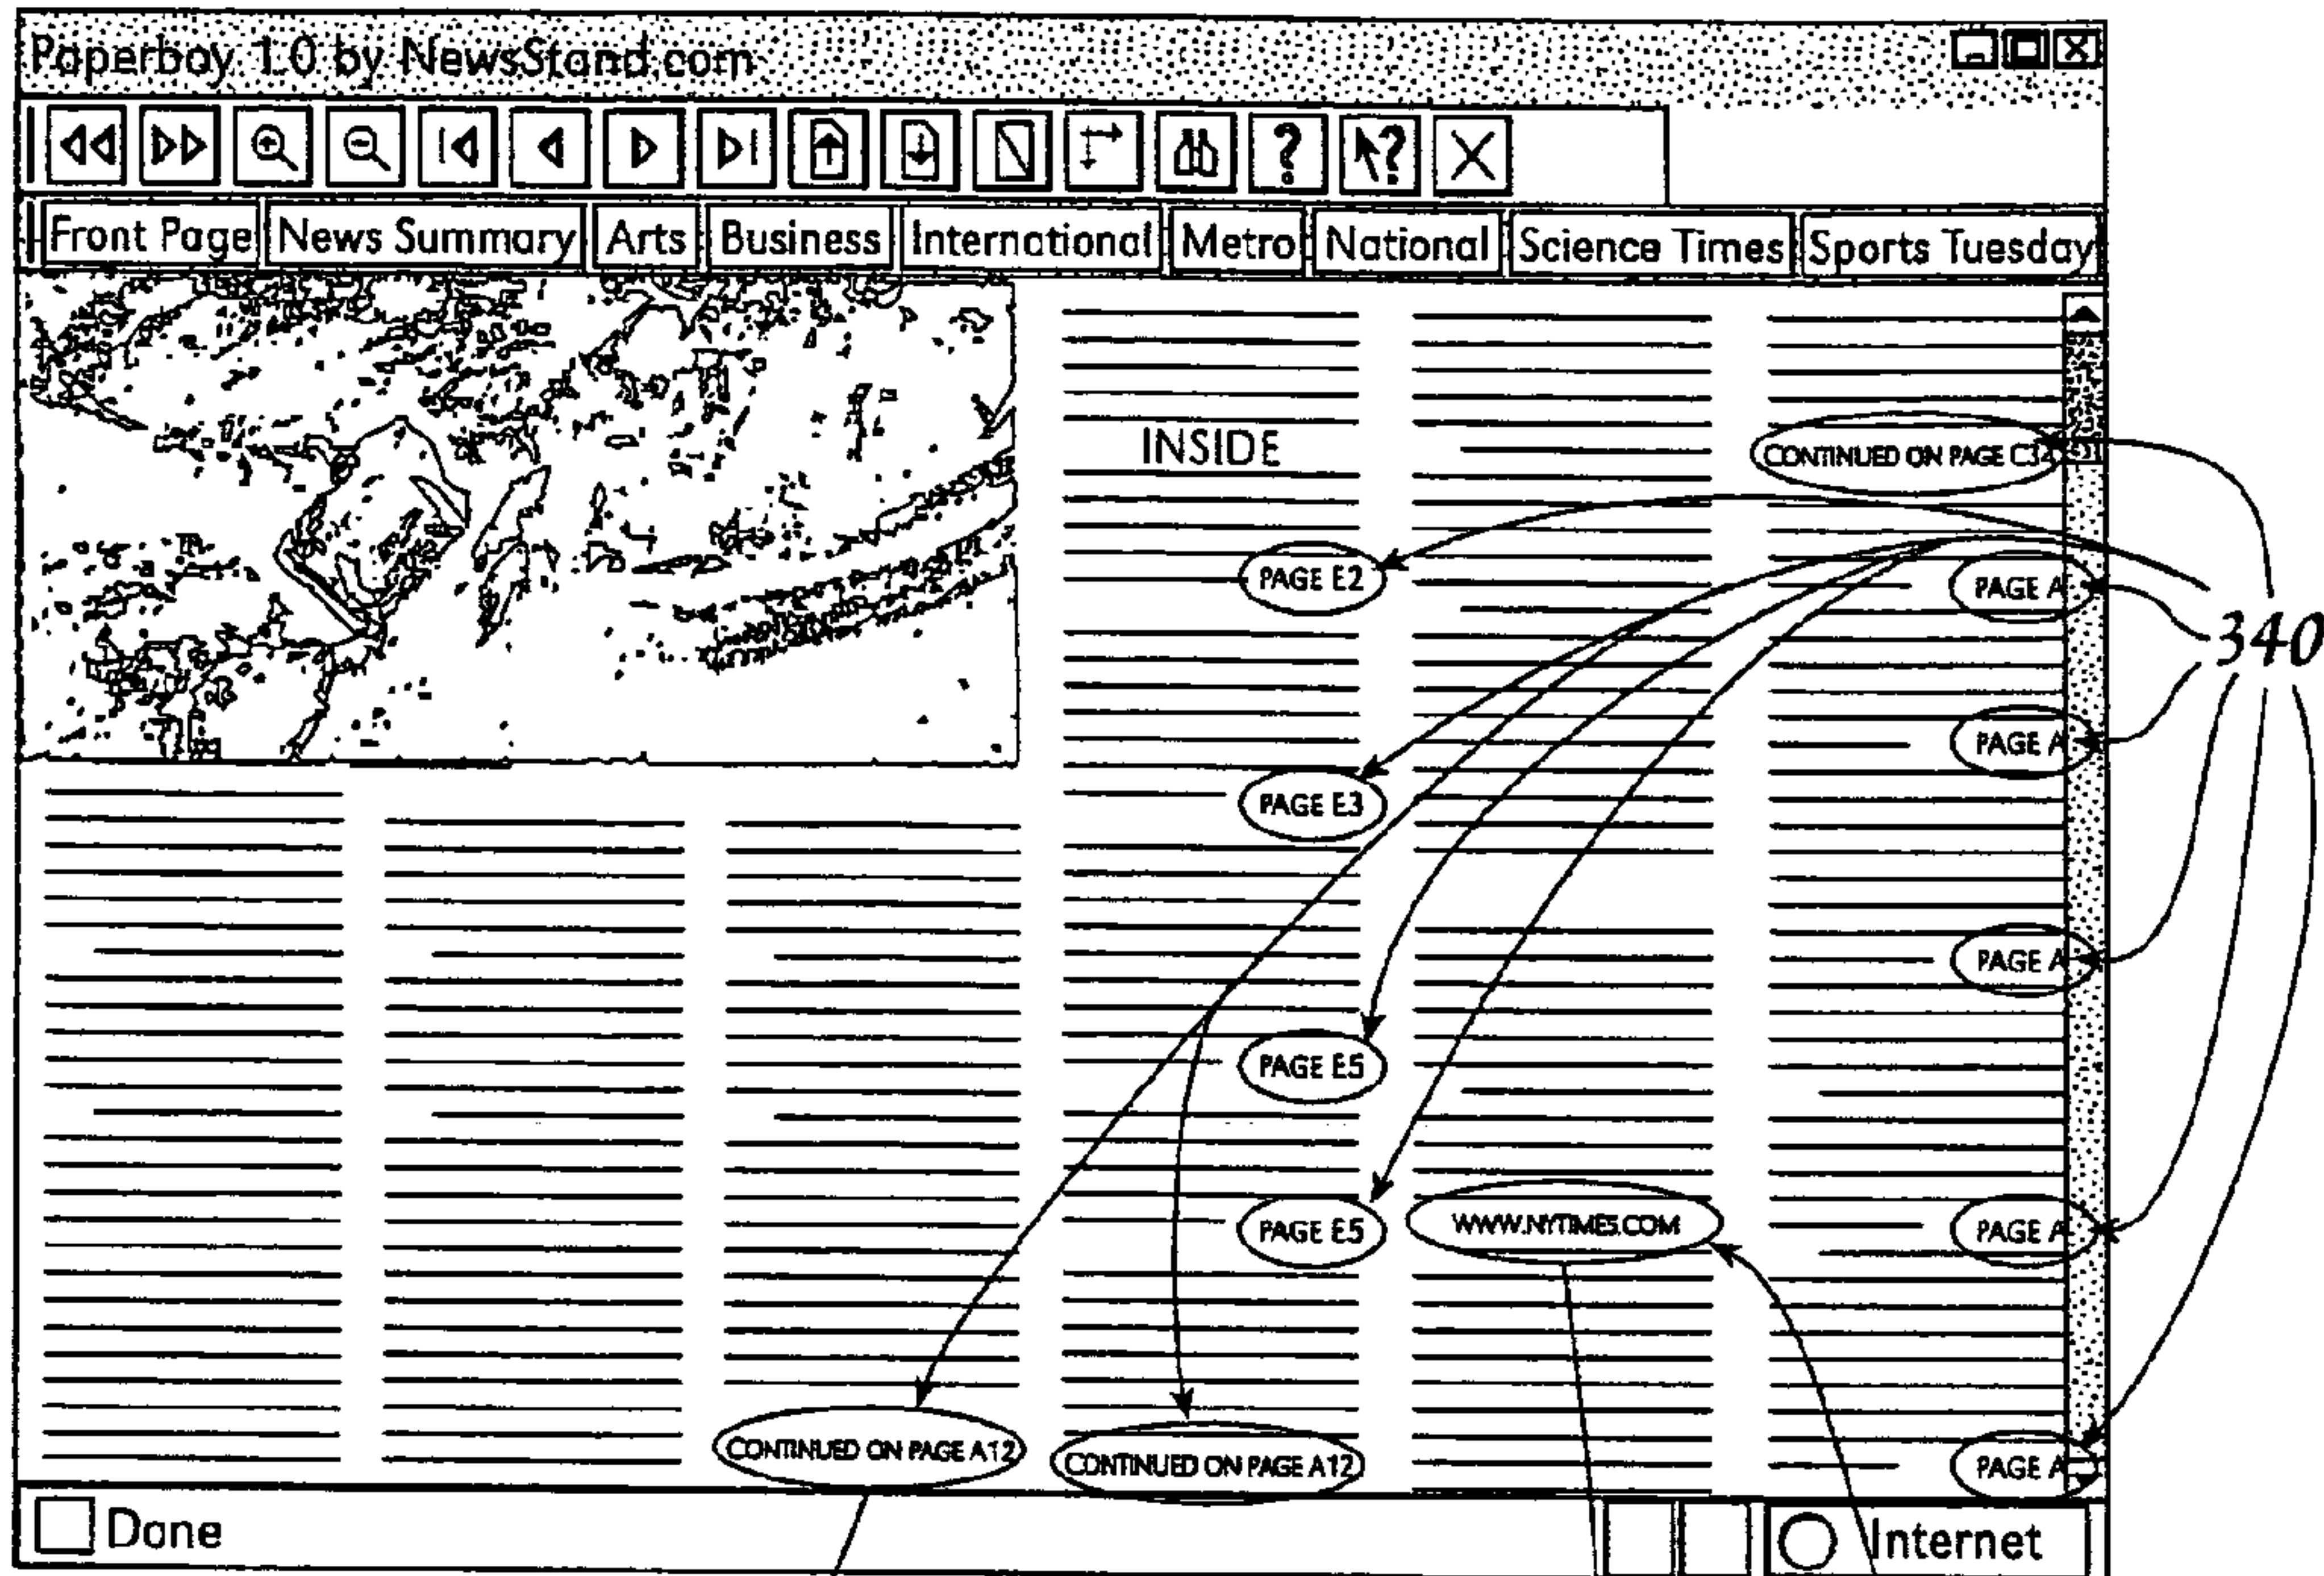 Paperboy 1.0 by NewsStand.com
Front Page News Summary Arts Business International Metro National Science Times Sports Tuesday
INSIDE
CONTINUED ON PAGE C32
PAGE E2
PAGE A
340
PAGE A
PAGE E3
PAGE A
PAGE E5
PAGE E5
WWW.NYTIMES.COM
PAGE A
CONTINUED ON PAGE A12
CONTINUED ON PAGE A12
PAGE A
Done
Internet